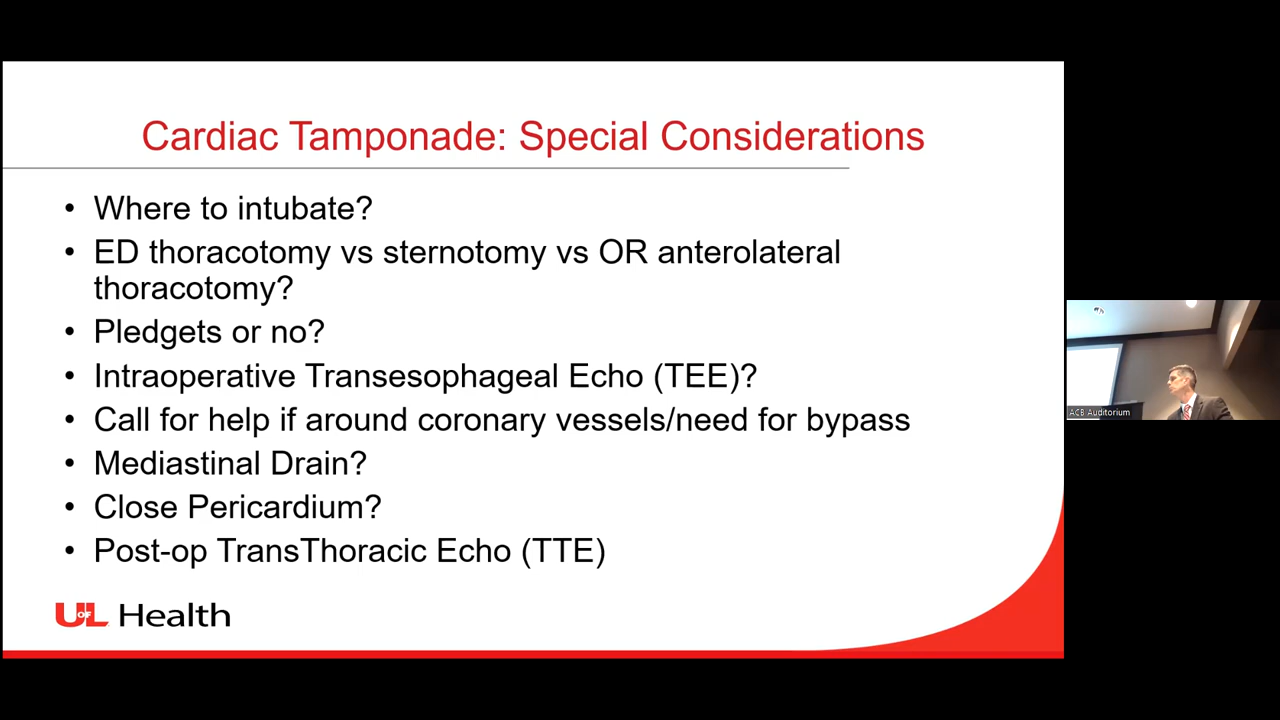 Cardiac Tamponade: Special Considerations
• Where to intubate?
• ED thoracotomy vs sternotomy vs OR anterolateral
thoracotomy?
• Pledgets or no?
• Intraoperative Transesophageal Echo (TEE)?
• Call for help if around coronary vessels/need for bypass
• Mediastinal Drain?
• Close Pericardium?
• Post-op TransThoracic Echo (TTE)
UofL Health
ACB Auditorium